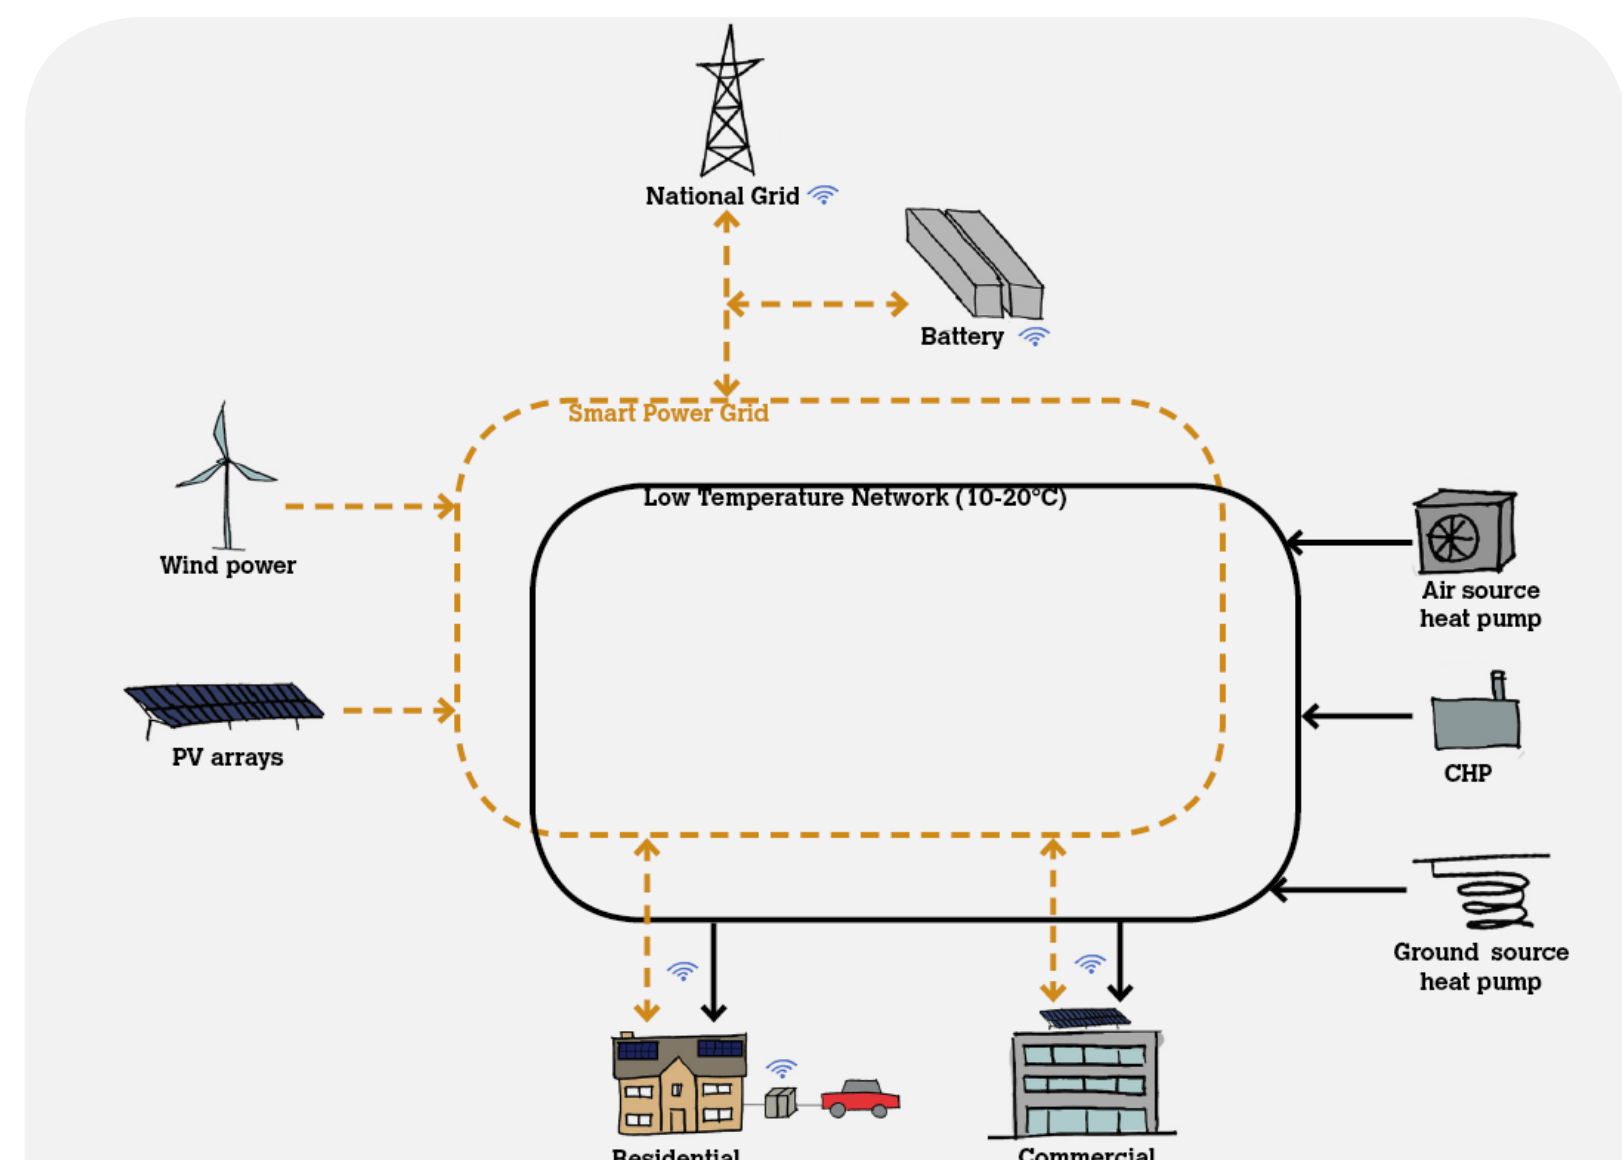 National Grid
Battery
Smart Power Grid
Low Temperature Network (10-20°C)
Wind power
Air source
heat pump
PV arrays
CHP
Ground source
heat pump
Residential
Commercial